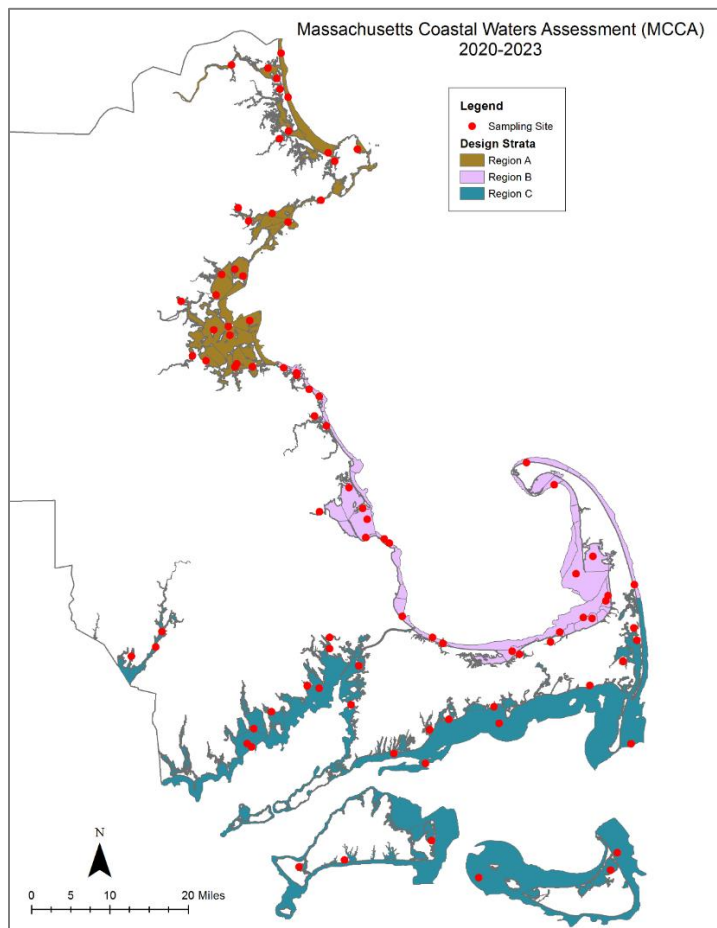 Massachusetts Coastal Waters Assessment (MCCA)
2020-2023
Legend
Sampling Site
Design Strata
Region A
Region B
Region C
N
0 5 10 20 Miles